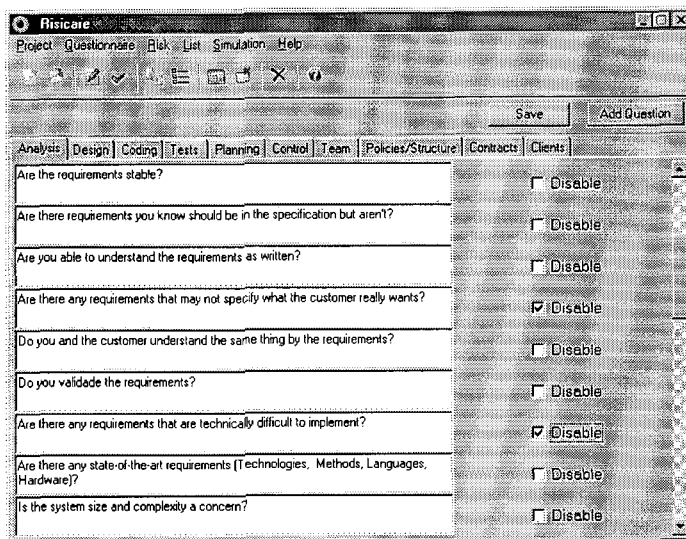 Risicare
Project Questionnaire Risk List Simulation Help
Save Add Question
Analysis Design Coding Tests Planning Control Team Policies/Structure Contracts Clients
Are the requirements stable? Disable
Are there requirements you know should be in the specification but aren't? Disable
Are you able to understand the requirements as written? Disable
Are there any requirements that may not specify what the customer really wants? Disable
Do you and the customer understand the same thing by the requirements? Disable
Do you validade the requirements? Disable
Are there any requirements that are technically difficult to implement? Disable
Are there any state-of-the-art requirements (Technologies, Methods, Languages,
Hardware)? Disable
Is the system size and complexity a concern? Disable